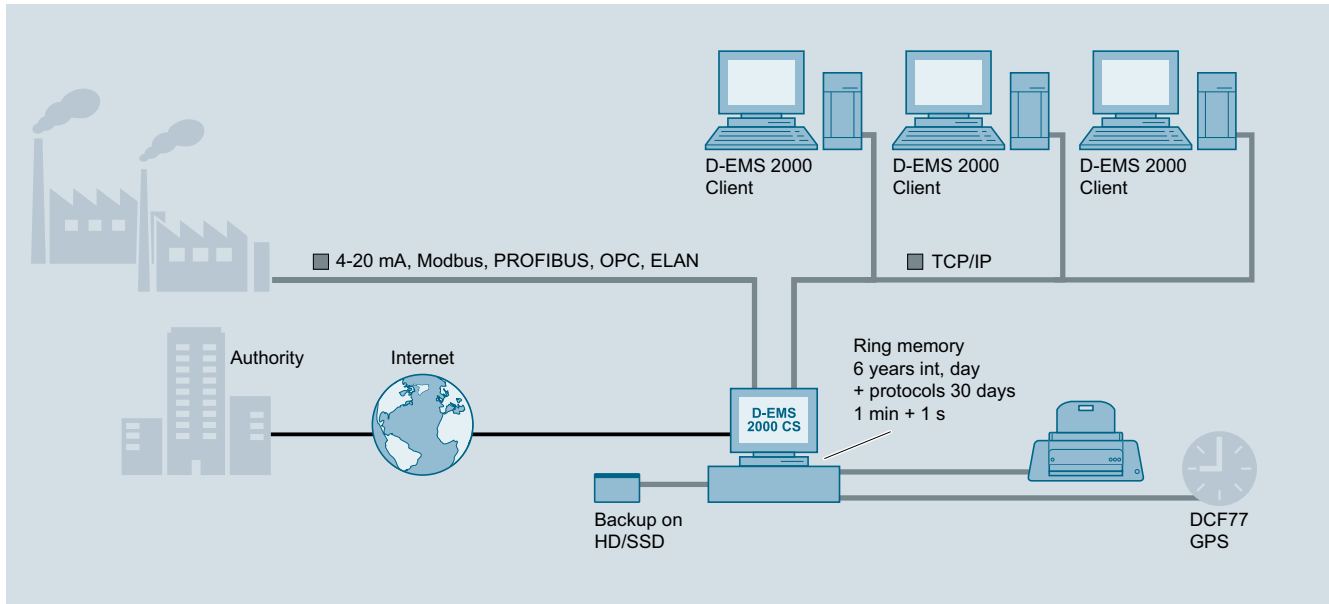 D-EMS 2000
Client
D-EMS 2000
Client
D-EMS 2000
Client
4-20 mA, Modbus, PROFIBUS, OPC, ELAN
TCP/IP
Authority
Internet
Ring memory
6 years int, day
+ protocols 30 days
1 min + 1 s
D-EMS
2000 CS
Backup on
HD/SSD
DCF77
GPS